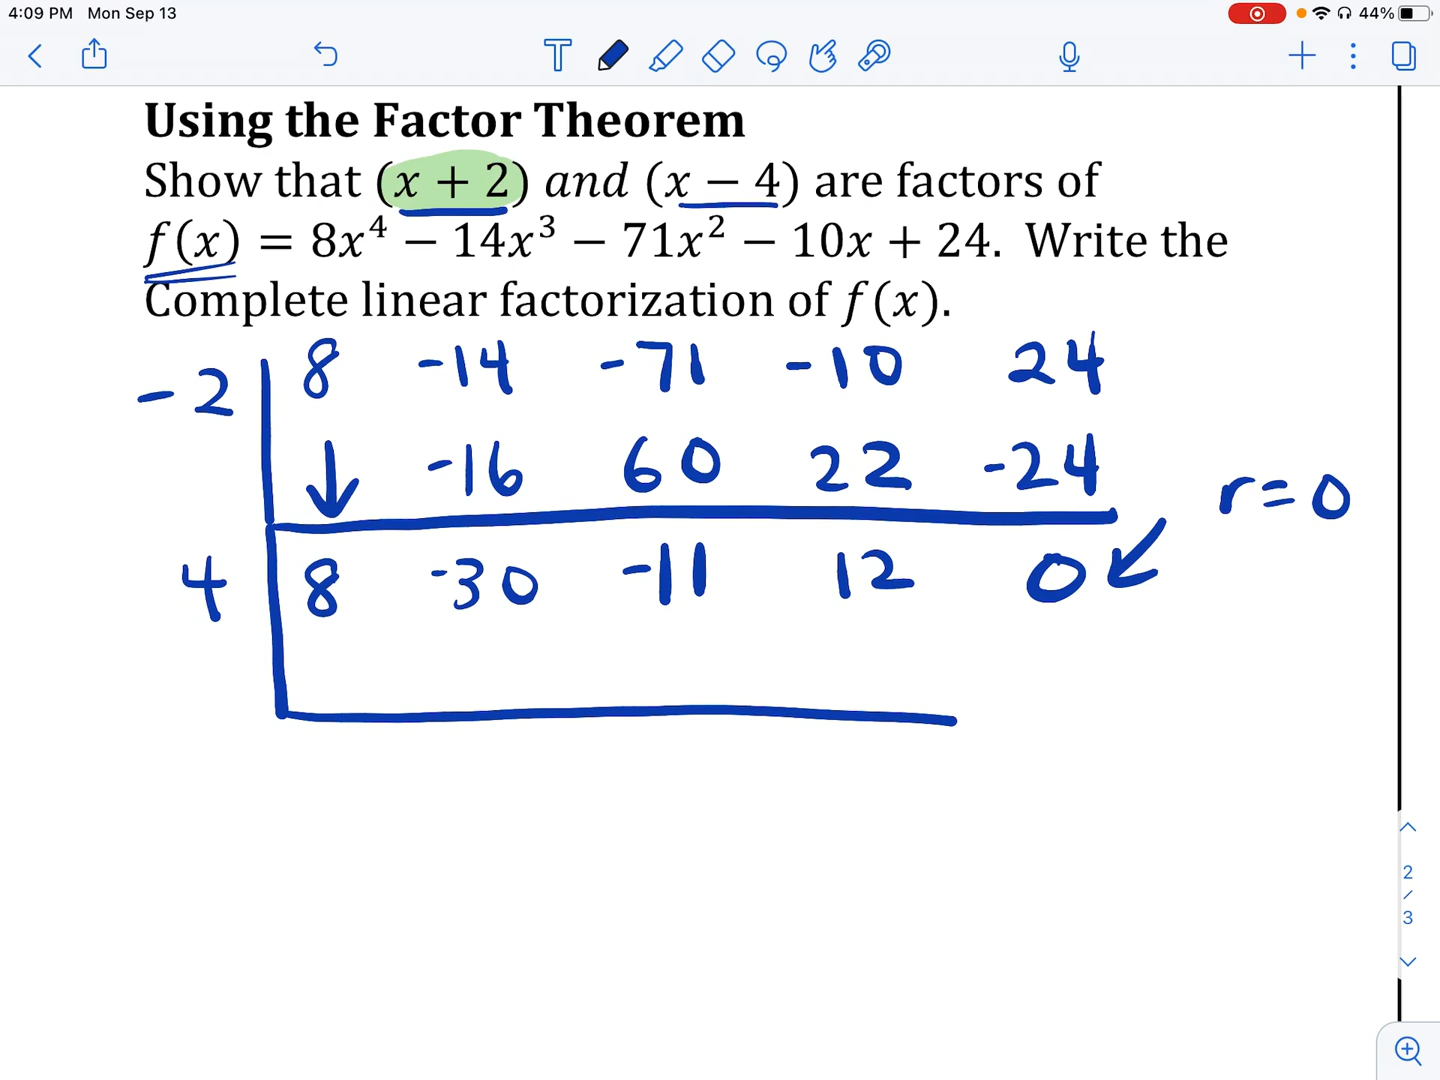 4:09 PM Mon Sep 13
44%
T
Using the Factor Theorem
Show that (x + 2) and (x − 4) are factors of
f(x) = 8x⁴ − 14x³ − 71x² − 10x + 24. Write the
Complete linear factorization of f(x).
-2 8 -14 -71 -10 24
-16 60 22 -24
r=0
4 8 -30 -11 12 0
2
/
3